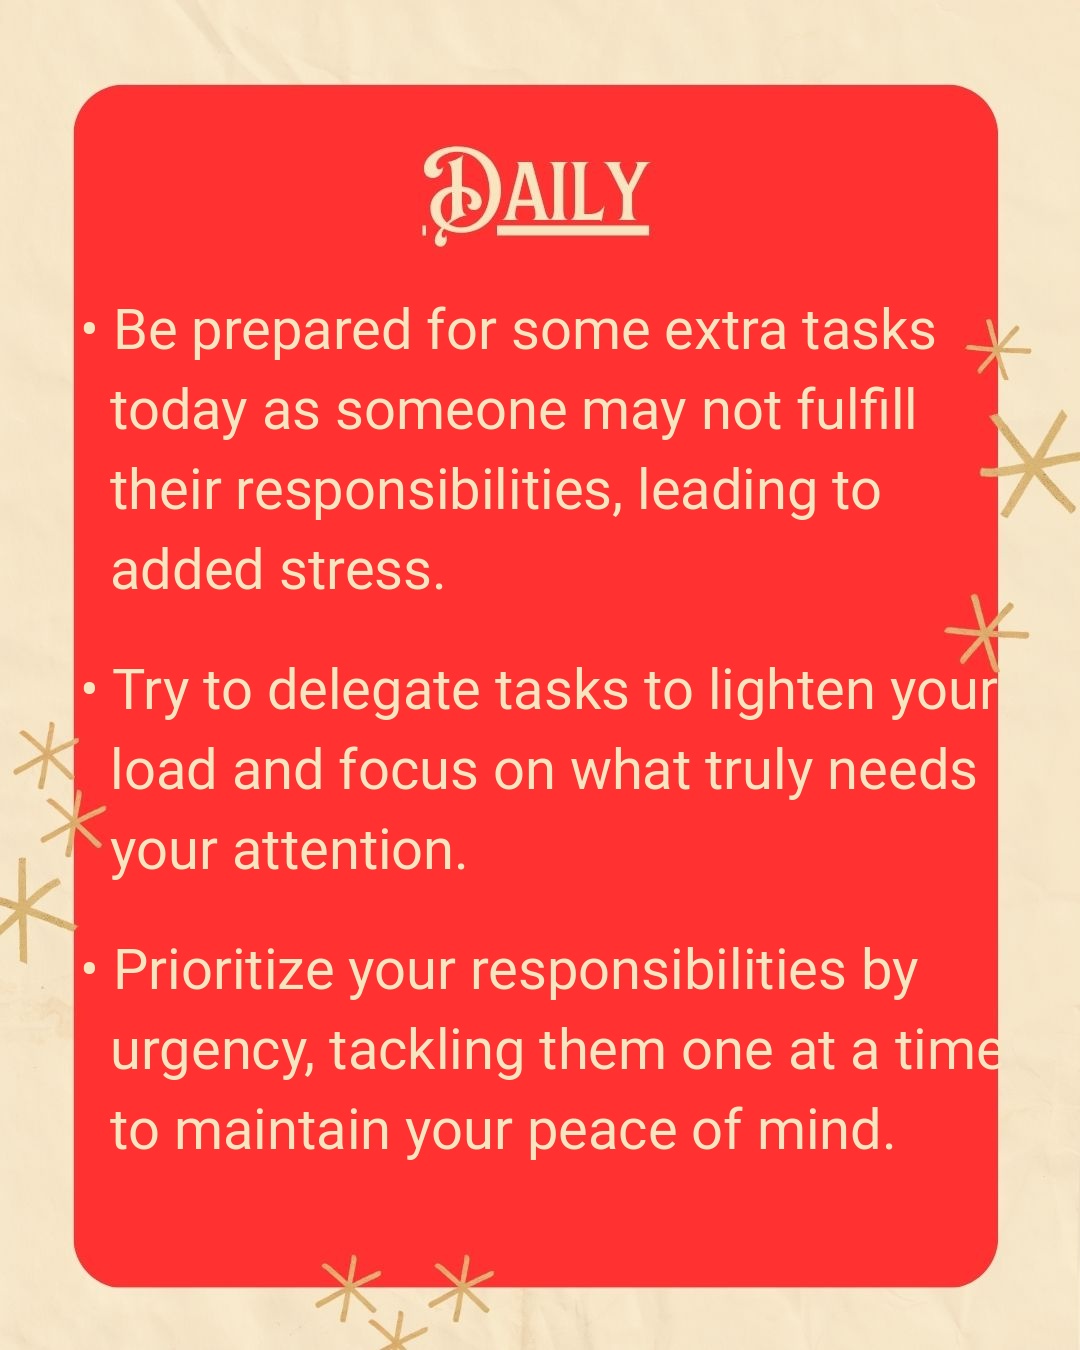 Daily
• Be prepared for some extra tasks
today as someone may not fulfill
their responsibilities, leading to
added stress.
• Try to delegate tasks to lighten your
load and focus on what truly needs
your attention.
• Prioritize your responsibilities by
urgency, tackling them one at a time
to maintain your peace of mind.